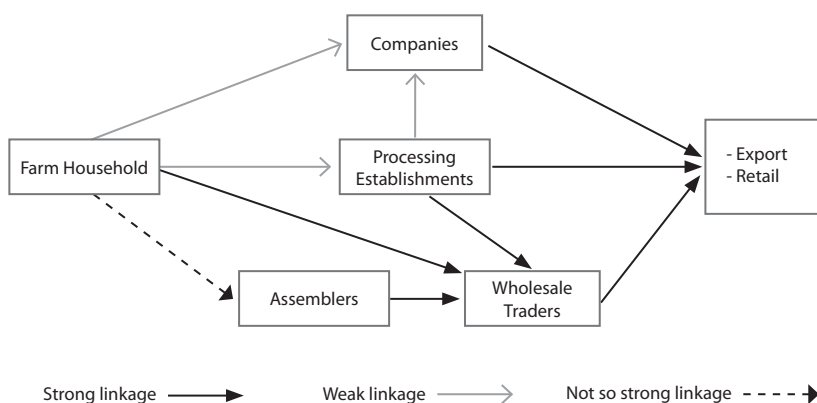 Companies
Farm Household
Processing
Establishments
- Export
- Retail
Assemblers
Wholesale
Traders
Strong linkage
Weak linkage
Not so strong linkage